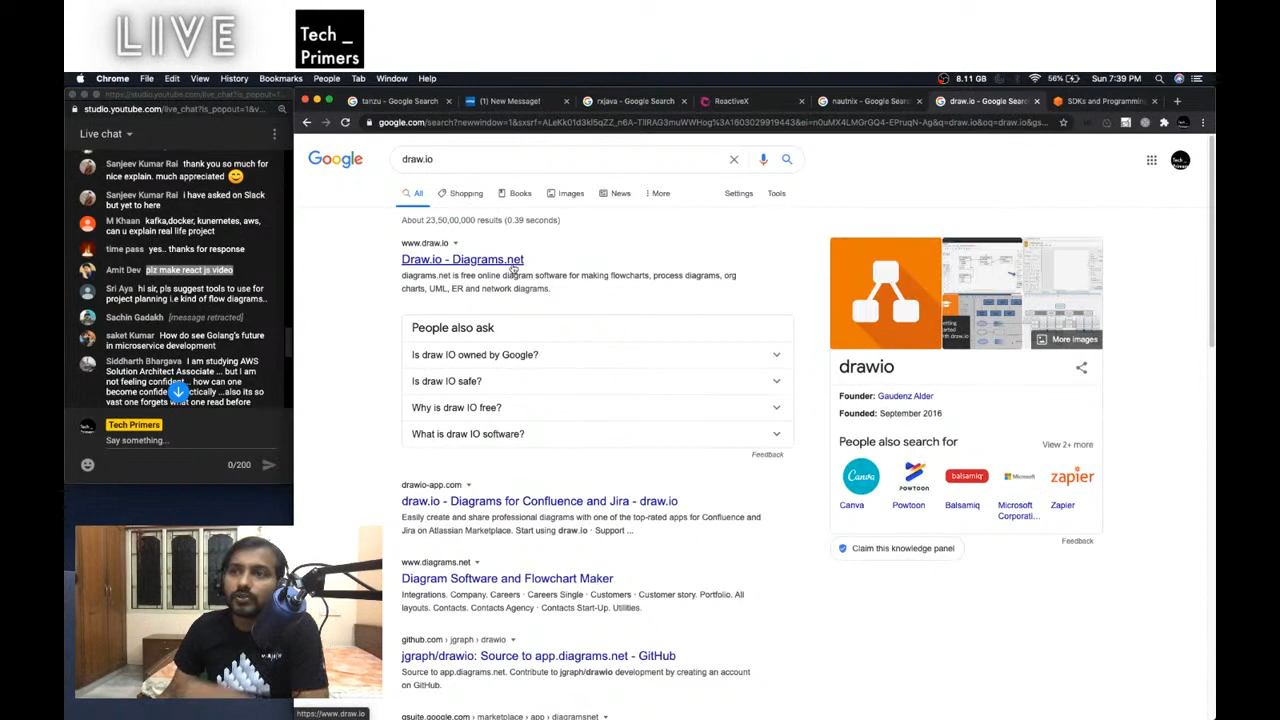 LIVE
Tech _
Primers
Chrome File Edit View History Bookmarks People Tab Window Help
8.11 GB 56% Sun 7:39 PM
studio.youtube.com/live_chat?is_popout=1&v...
tanzu - Google Search
(1) New Message!
rxjava - Google Search
ReactiveX
nautnix - Google Search
draw.io - Google Search
SDKs and Programming
Live chat
Sanjeev Kumar Rai thank you so much for
nice explain. much appreciated 😊
Sanjeev Kumar Rai i have asked on Slack
but yet to here
M Khaan kafka,docker, kunernetes, aws,
can u explain real life project
time pass yes.. thanks for response
Amit Dev plz make react js video
Sri Aya hi sir, pls suggest tools to use for
project planning i.e kind of flow diagrams..
Sachin Gadakh [message retracted]
saket Kumar How do see Golang's future
in microservice development
Siddharth Bhargava I am studying AWS
Solution Architect Associate ... but I am
not feeling confident... how can one
vast one forgets what one read before
Tech Primers
Say something...
0/200
Google
draw.io
All Shopping Books Images News More Settings Tools
About 23,50,00,000 results (0.39 seconds)
www.draw.io
Draw.io - Diagrams.net
diagrams.net is free online diagram software for making flowcharts, process diagrams, org
charts, UML, ER and network diagrams.
People also ask
Is draw IO owned by Google?
Is draw IO safe?
Why is draw IO free?
What is draw IO software?
Feedback
drawio-app.com
draw.io - Diagrams for Confluence and Jira - draw.io
Easily create and share professional diagrams with one of the top-rated apps for Confluence and
Jira on Atlassian Marketplace. Start using draw.io · Support ...
www.diagrams.net
Diagram Software and Flowchart Maker
Integrations. Company. Careers · Careers Single · Customers · Customer story. Portfolio. All
layouts. Contacts. Contacts Agency · Contacts Start-Up. Utilities.
github.com › jgraph › drawio
jgraph/drawio: Source to app.diagrams.net - GitHub
Source to app.diagrams.net. Contribute to jgraph/drawio development by creating an account
on GitHub.
gsuite.google.com › marketplace › app › diagramsnet
More images
drawio
Founder: Gaudenz Alder
Founded: September 2016
People also search for
View 2+ more
balsamiq
Microsoft
zapier
POWTOON
Canva
Powtoon
Balsamiq
Microsoft
Corporati...
Zapier
Feedback
Claim this knowledge panel
https://www.draw.io